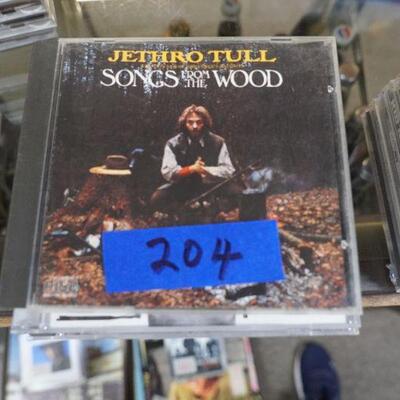 JETHRO TULL
SONGS FROM THE WOOD
204